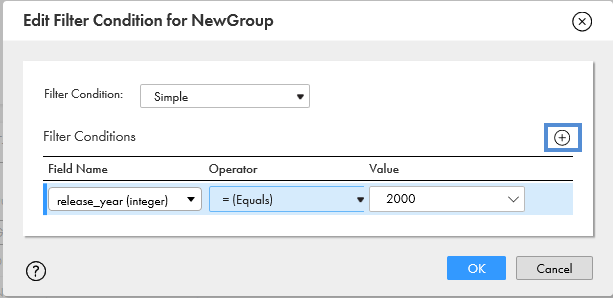 Edit Filter Condition for NewGroup
Filter Condition: Simple
Filter Conditions
Field Name Operator Value
release_year (integer) = (Equals) 2000
? OK Cancel